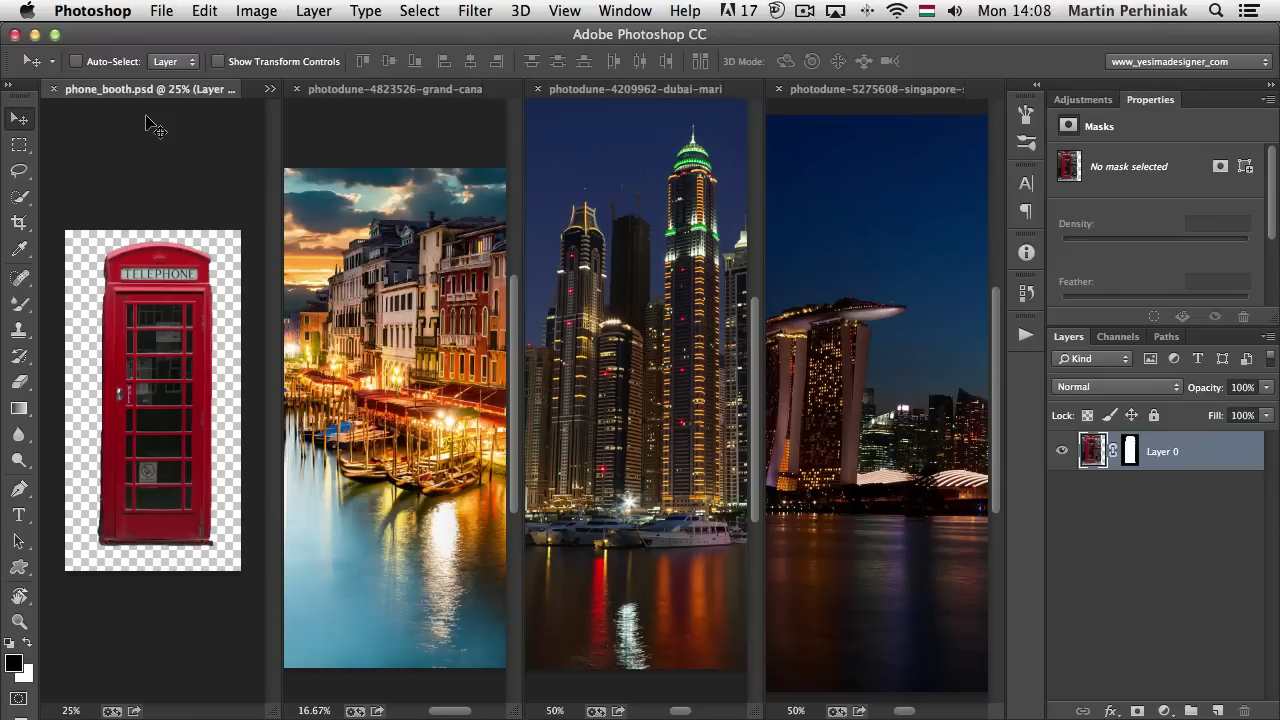 Photoshop File Edit Image Layer Type Select Filter 3D View Window Help 17 Mon 14:08 Martin Perhiniak
Adobe Photoshop CC
Auto-Select: Layer Show Transform Controls 3D Mode: www_yesimadesigner_com
phone_booth.psd @ 25% (Layer ... photodune-4823526-grand-cana photodune-4209962-dubai-mari photodune-5275608-singapore- Adjustments Properties
Masks
No mask selected
Density:
TELEPHONE
Feather:
Layers Channels Paths
Kind
Normal Opacity: 100%
Lock: Fill: 100%
Layer 0
25% 16.67% 50% 50%